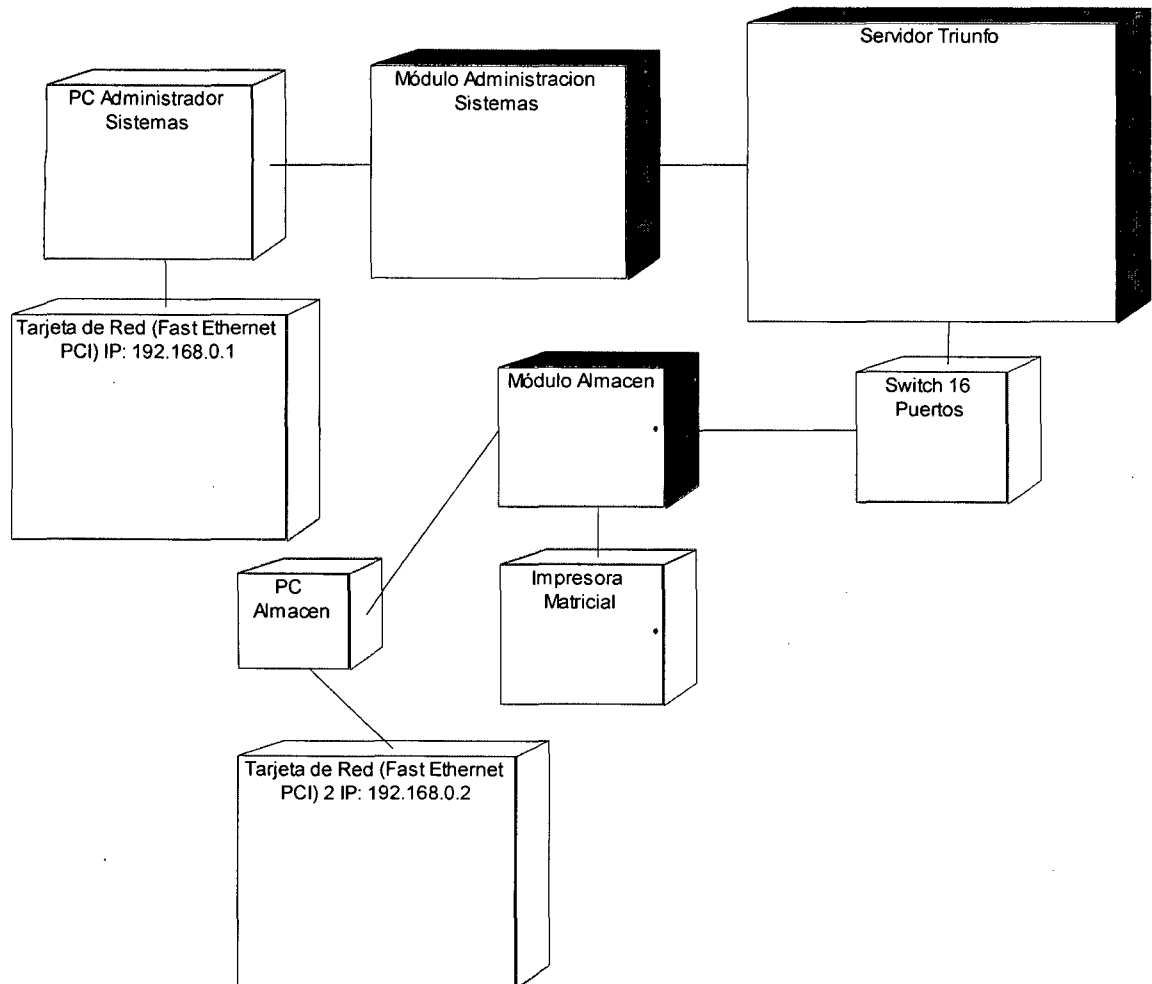 Servidor Triunfo
Módulo Administracion
Sistemas
PC Administrador
Sistemas
Tarjeta de Red (Fast Ethernet
PCI) IP: 192.168.0.1
Módulo Almacen
Switch 16
Puertos
PC
Almacen
Impresora
Matricial
Tarjeta de Red (Fast Ethernet
PCI) 2 IP: 192.168.0.2